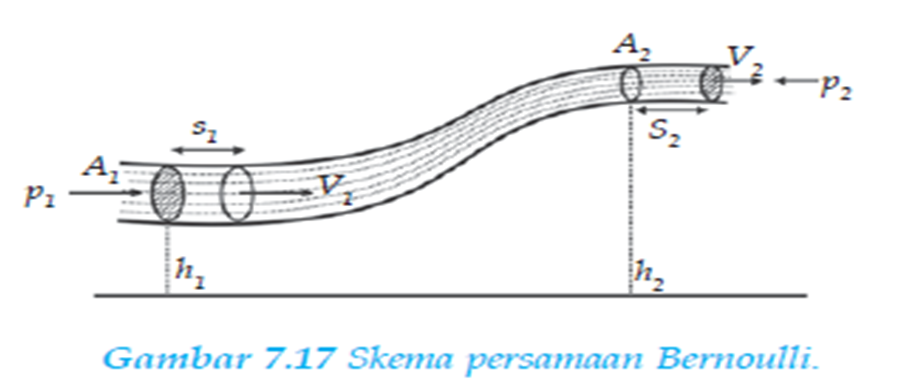 A₂
V₂
p₂
s₁
S₂
A₁
p₁
V₁
h₁
h₂
Gambar 7.17 Skema persamaan Bernoulli.